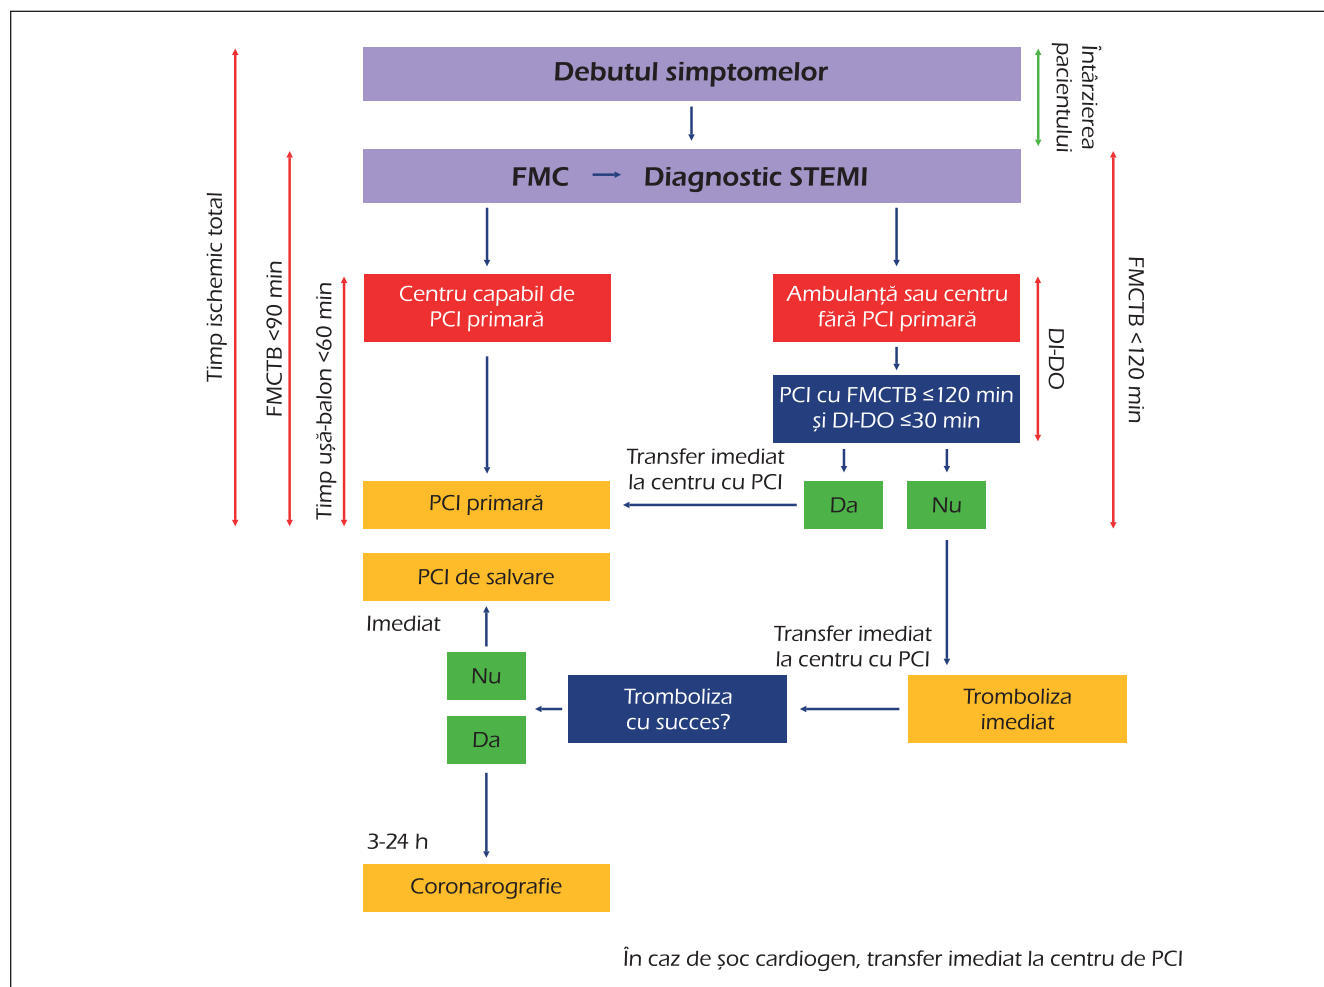 Debutul simptomelor
Întârzierea
pacientului
FMC
Diagnostic STEMI
Timp ischemic total
FMCTB <90 min
Timp ușă-balon <60 min
Centru capabil de
PCI primară
Ambulanță sau centru
fără PCI primară
DI-DO
FMCTB <120 min
PCI cu FMCTB ≤120 min
și DI-DO ≤30 min
Transfer imediat
la centru cu PCI
PCI primară
Da
Nu
PCI de salvare
Imediat
Transfer imediat
la centru cu PCI
Nu
Da
Tromboliza
cu succes?
Tromboliza
imediat
3-24 h
Coronarografie
În caz de șoc cardiogen, transfer imediat la centru de PCI